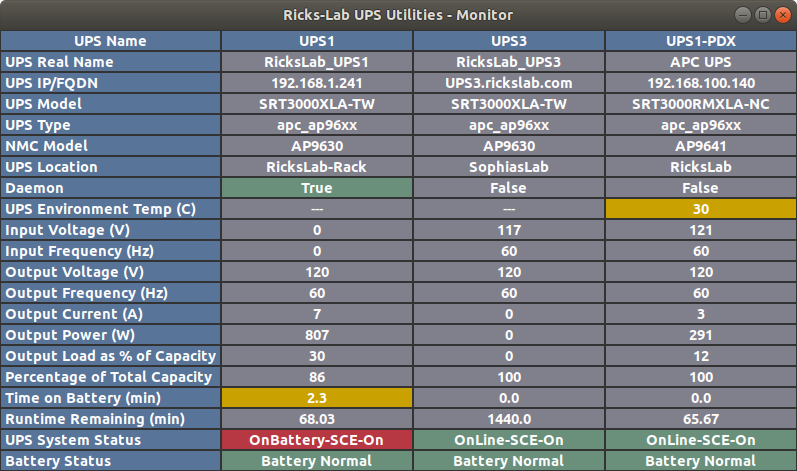 Ricks-Lab UPS Utilities - Monitor
UPS Name UPS1 UPS3 UPS1-PDX
UPS Real Name RicksLab_UPS1 RicksLab_UPS3 APC UPS
UPS IP/FQDN 192.168.1.241 UPS3.rickslab.com 192.168.100.140
UPS Model SRT3000XLA-TW SRT3000XLA-TW SRT3000RMXLA-NC
UPS Type apc_ap96xx apc_ap96xx apc_ap96xx
NMC Model AP9630 AP9630 AP9641
UPS Location RicksLab-Rack SophiasLab RicksLab
Daemon True False False
UPS Environment Temp (C) --- --- 30
Input Voltage (V) 0 117 121
Input Frequency (Hz) 0 60 60
Output Voltage (V) 120 120 120
Output Frequency (Hz) 60 60 60
Output Current (A) 7 0 3
Output Power (W) 807 0 291
Output Load as % of Capacity 30 0 12
Percentage of Total Capacity 86 100 100
Time on Battery (min) 2.3 0.0 0.0
Runtime Remaining (min) 68.03 1440.0 65.67
UPS System Status OnBattery-SCE-On OnLine-SCE-On OnLine-SCE-On
Battery Status Battery Normal Battery Normal Battery Normal